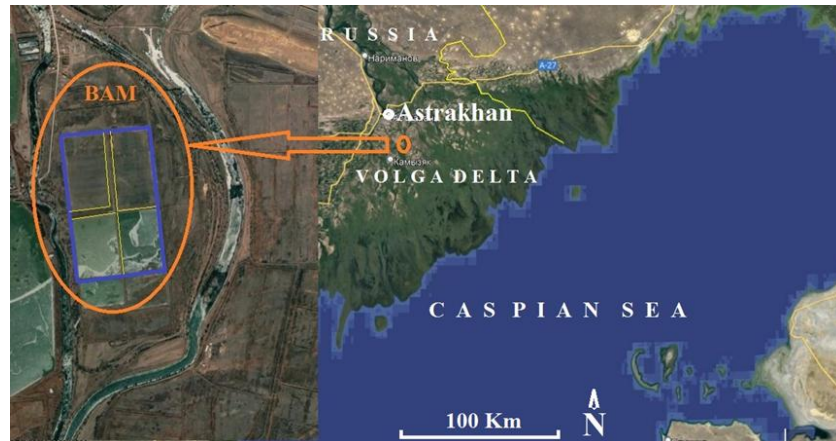 BAM
RUSSIA
Нариманов
A-27
Astrakhan
Камызяк
VOLGA DELTA
CASPIAN SEA
100 Km
N